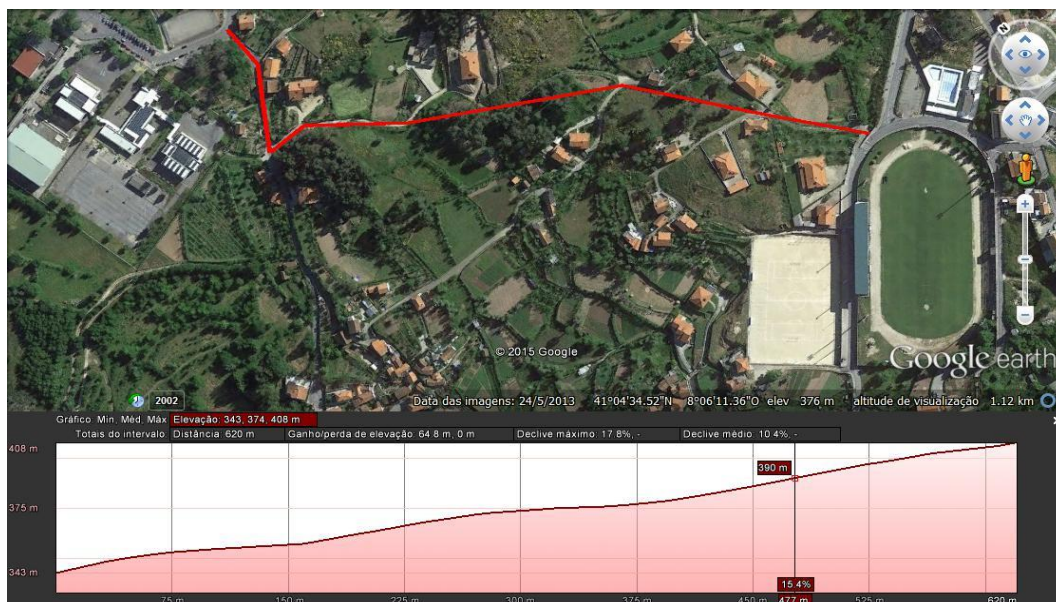 N
© 2015 Google
Google earth
2002
Data das imagens: 24/5/2013 41°04'34.52"N 8°06'11.36"O elev 376 m altitude de visualização 1.12 km
Gráfico: Min, Méd, Máx Elevação: 343, 374, 408 m
Totais do intervalo: Distância: 620 m Ganho/perda de elevação: 64.8 m, 0 m Declive máximo: 17.8%, - Declive médio: 10.4%, -
408 m
390 m
375 m
343 m
15.4%
75 m 150 m 225 m 300 m 375 m 450 m 477 m 525 m 620 m